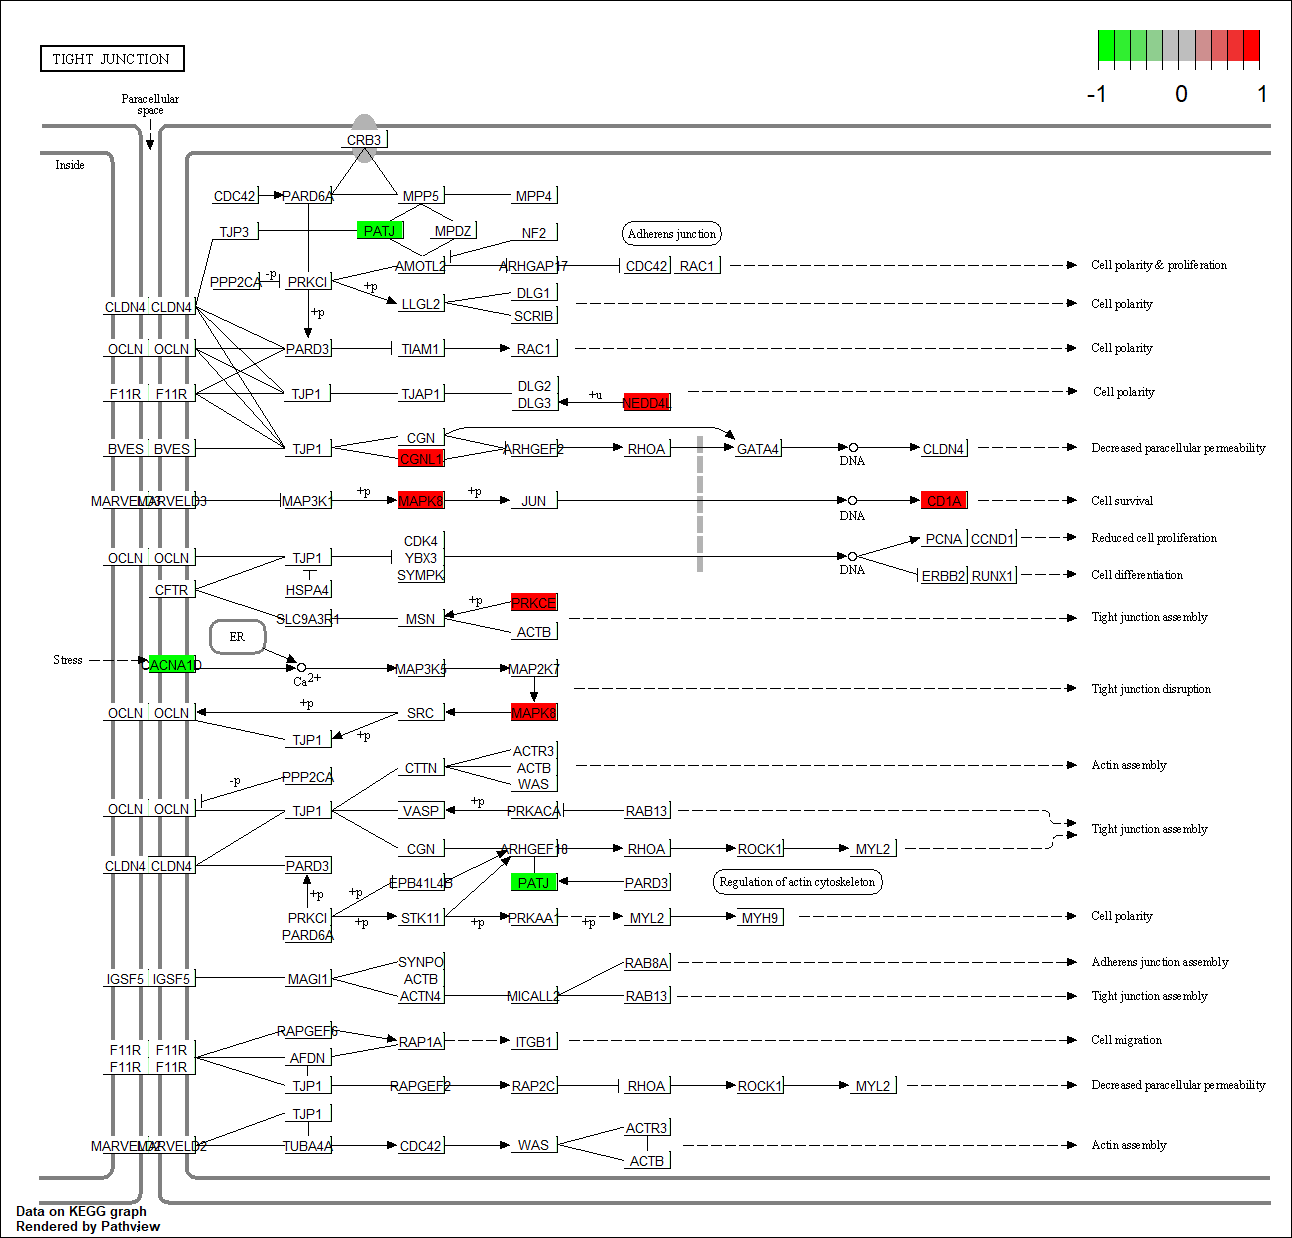 TIGHT JUNCTION
-1 0 1
Paracellular
space
CRB3
Inside
CDC42 PARD6A MPP5 MPP4
TJP3 PATJ MPDZ NF2 Adherens junction
PPP2CA -p PRKCI AMOTL2 ARHGAP17 CDC42 RAC1 Cell polarity & proliferation
+p LLGL2 DLG1
SCRIB
Cell polarity
CLDN4 CLDN4 +p
OCLN OCLN PARD3 TIAM1 RAC1 Cell polarity
F11R F11R TJP1 TJAP1 DLG2
DLG3 +u NEDD4L Cell polarity
BVES BVES TJP1 CGN
CGNL1 ARHGEF2 RHOA GATA4 DNA CLDN4 Decreased paracellular permeability
MARVELD3 MARVELD3 MAP3K1 +p MAPK8 +p JUN DNA CD1A Cell survival
OCLN OCLN TJP1 CDK4
YBX3
SYMPK
DNA PCNA CCND1 Reduced cell proliferation
ERBB2 RUNX1 Cell differentiation
CFTR HSPA4
SLC9A3R1 MSN +p PRKCE
ACTB Tight junction assembly
ER
Stress CACNA1D Ca2+ MAP3K5 MAP2K7
Tight junction disruption
OCLN OCLN +p SRC MAPK8
TJP1 +p
CTTN ACTR3
ACTB
WAS
Actin assembly
-p PPP2CA
OCLN OCLN TJP1 VASP +p PRKACA RAB13
Tight junction assembly
CGN ARHGEF18 RHOA ROCK1 MYL2
CLDN4 CLDN4 PARD3
+p +p EPB41L4B PATJ PARD3 Regulation of actin cytoskeleton
PRKCI
PARD6A +p STK11 +p PRKAA1 +p MYL2 MYH9 Cell polarity
IGSF5 IGSF5 MAGI1 SYNPO
ACTB
ACTN4 MICALL2 RAB8A Adherens junction assembly
RAB13 Tight junction assembly
F11R F11R
F11R F11R
RAPGEF6
AFDN RAP1A ITGB1 Cell migration
TJP1 RAPGEF2 RAP2C RHOA ROCK1 MYL2 Decreased paracellular permeability
TJP1
MARVELD2 MARVELD2 TUBA4A CDC42 WAS ACTR3
ACTB Actin assembly
Data on KEGG graph
Rendered by Pathview